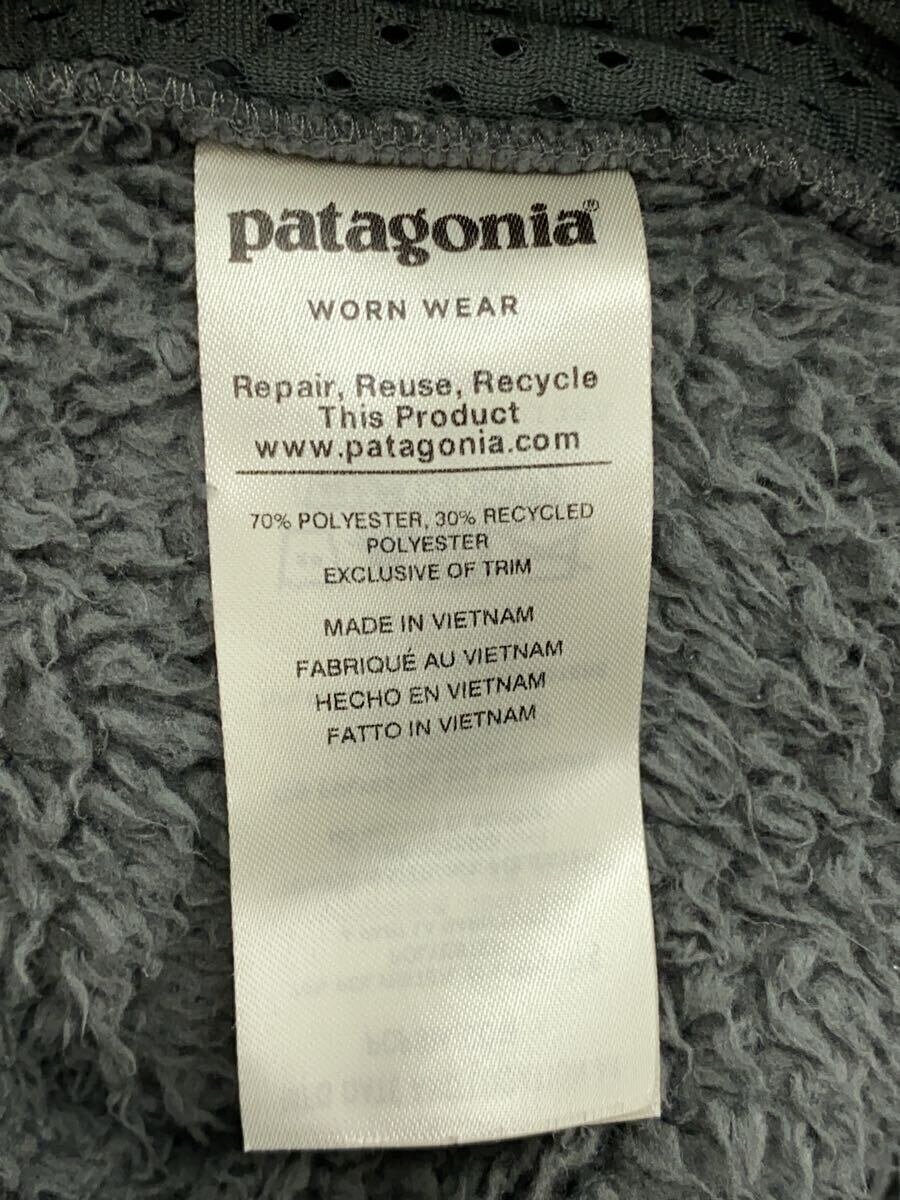 patagonia®
WORN WEAR
Repair, Reuse, Recycle
This Product
www.patagonia.com
70% POLYESTER, 30% RECYCLED
POLYESTER
EXCLUSIVE OF TRIM
MADE IN VIETNAM
FABRIQUÉ AU VIETNAM
HECHO EN VIETNAM
FATTO IN VIETNAM